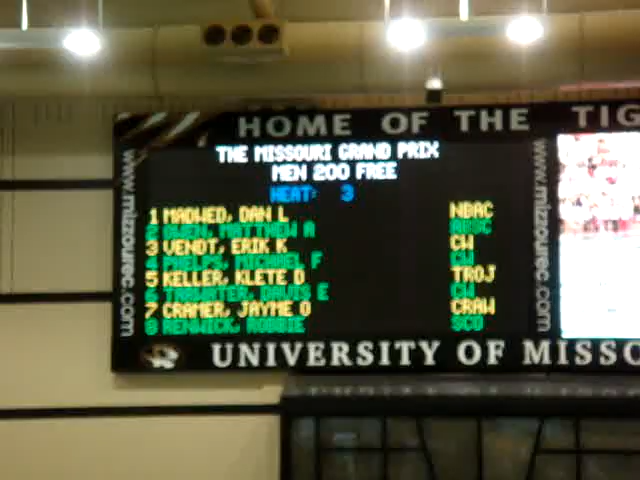 HOME OF THE TIG
THE MISSOURI GRAND PRIX
MEN 200 FREE
HEAT: 3
1 MADWED, DAN L NBAC
2 OWEN, MATTHEW A
3 VENDT, ERIK K CW
4 PHELPS, MICHAEL F CW
5 KELLER, KLETE D TROJ
6 TARWATER, DAVIS E CW
7 CRAMER, JAYME O CRAW
8 RENWICK, ROBBIE SCO
www.mizzourec.com
www.mizzourec.com
UNIVERSITY OF MISSO